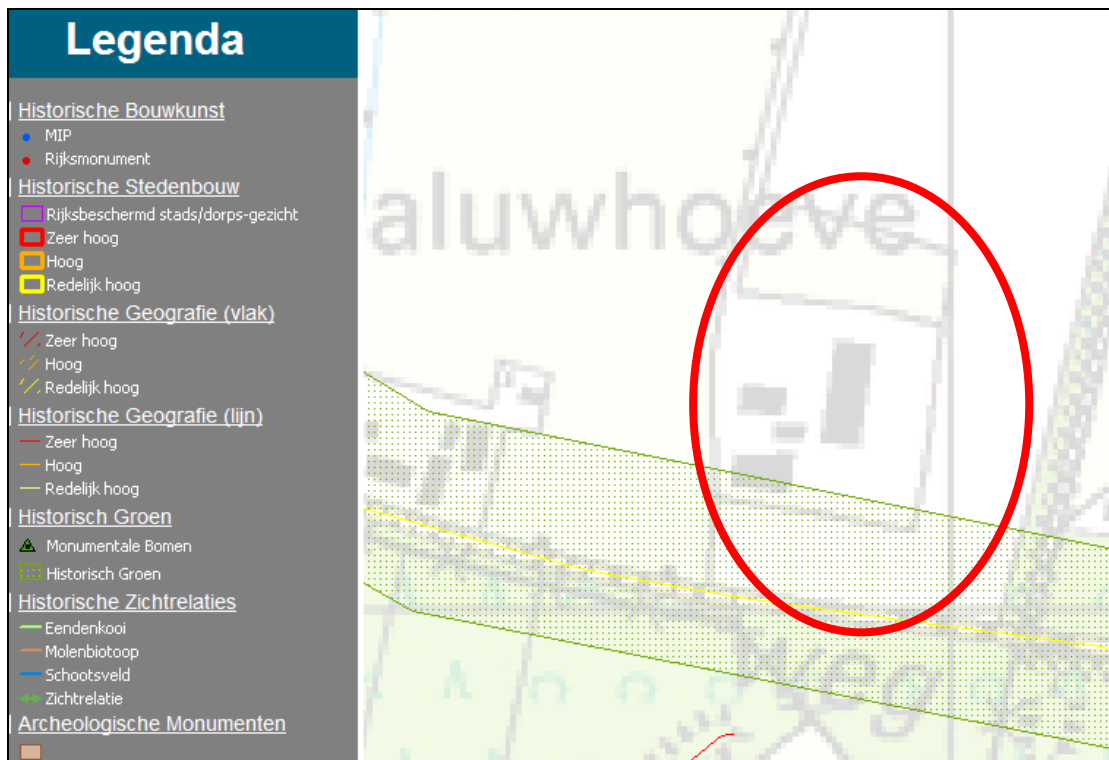 Legenda
Historische Bouwkunst
MIP
Rijksmonument
Historische Stedenbouw
Rijksbeschermd stads/dorps-gezicht
Zeer hoog
Hoog
Redelijk hoog
Historische Geografie (vlak)
Zeer hoog
Hoog
Redelijk hoog
Historische Geografie (lijn)
Zeer hoog
Hoog
Redelijk hoog
Historisch Groen
Monumentale Bomen
Historisch Groen
Historische Zichtrelaties
Eendenkooi
Molenbiotoop
Schootsveld
Zichtrelatie
Archeologische Monumenten
aluwhoeve
weg